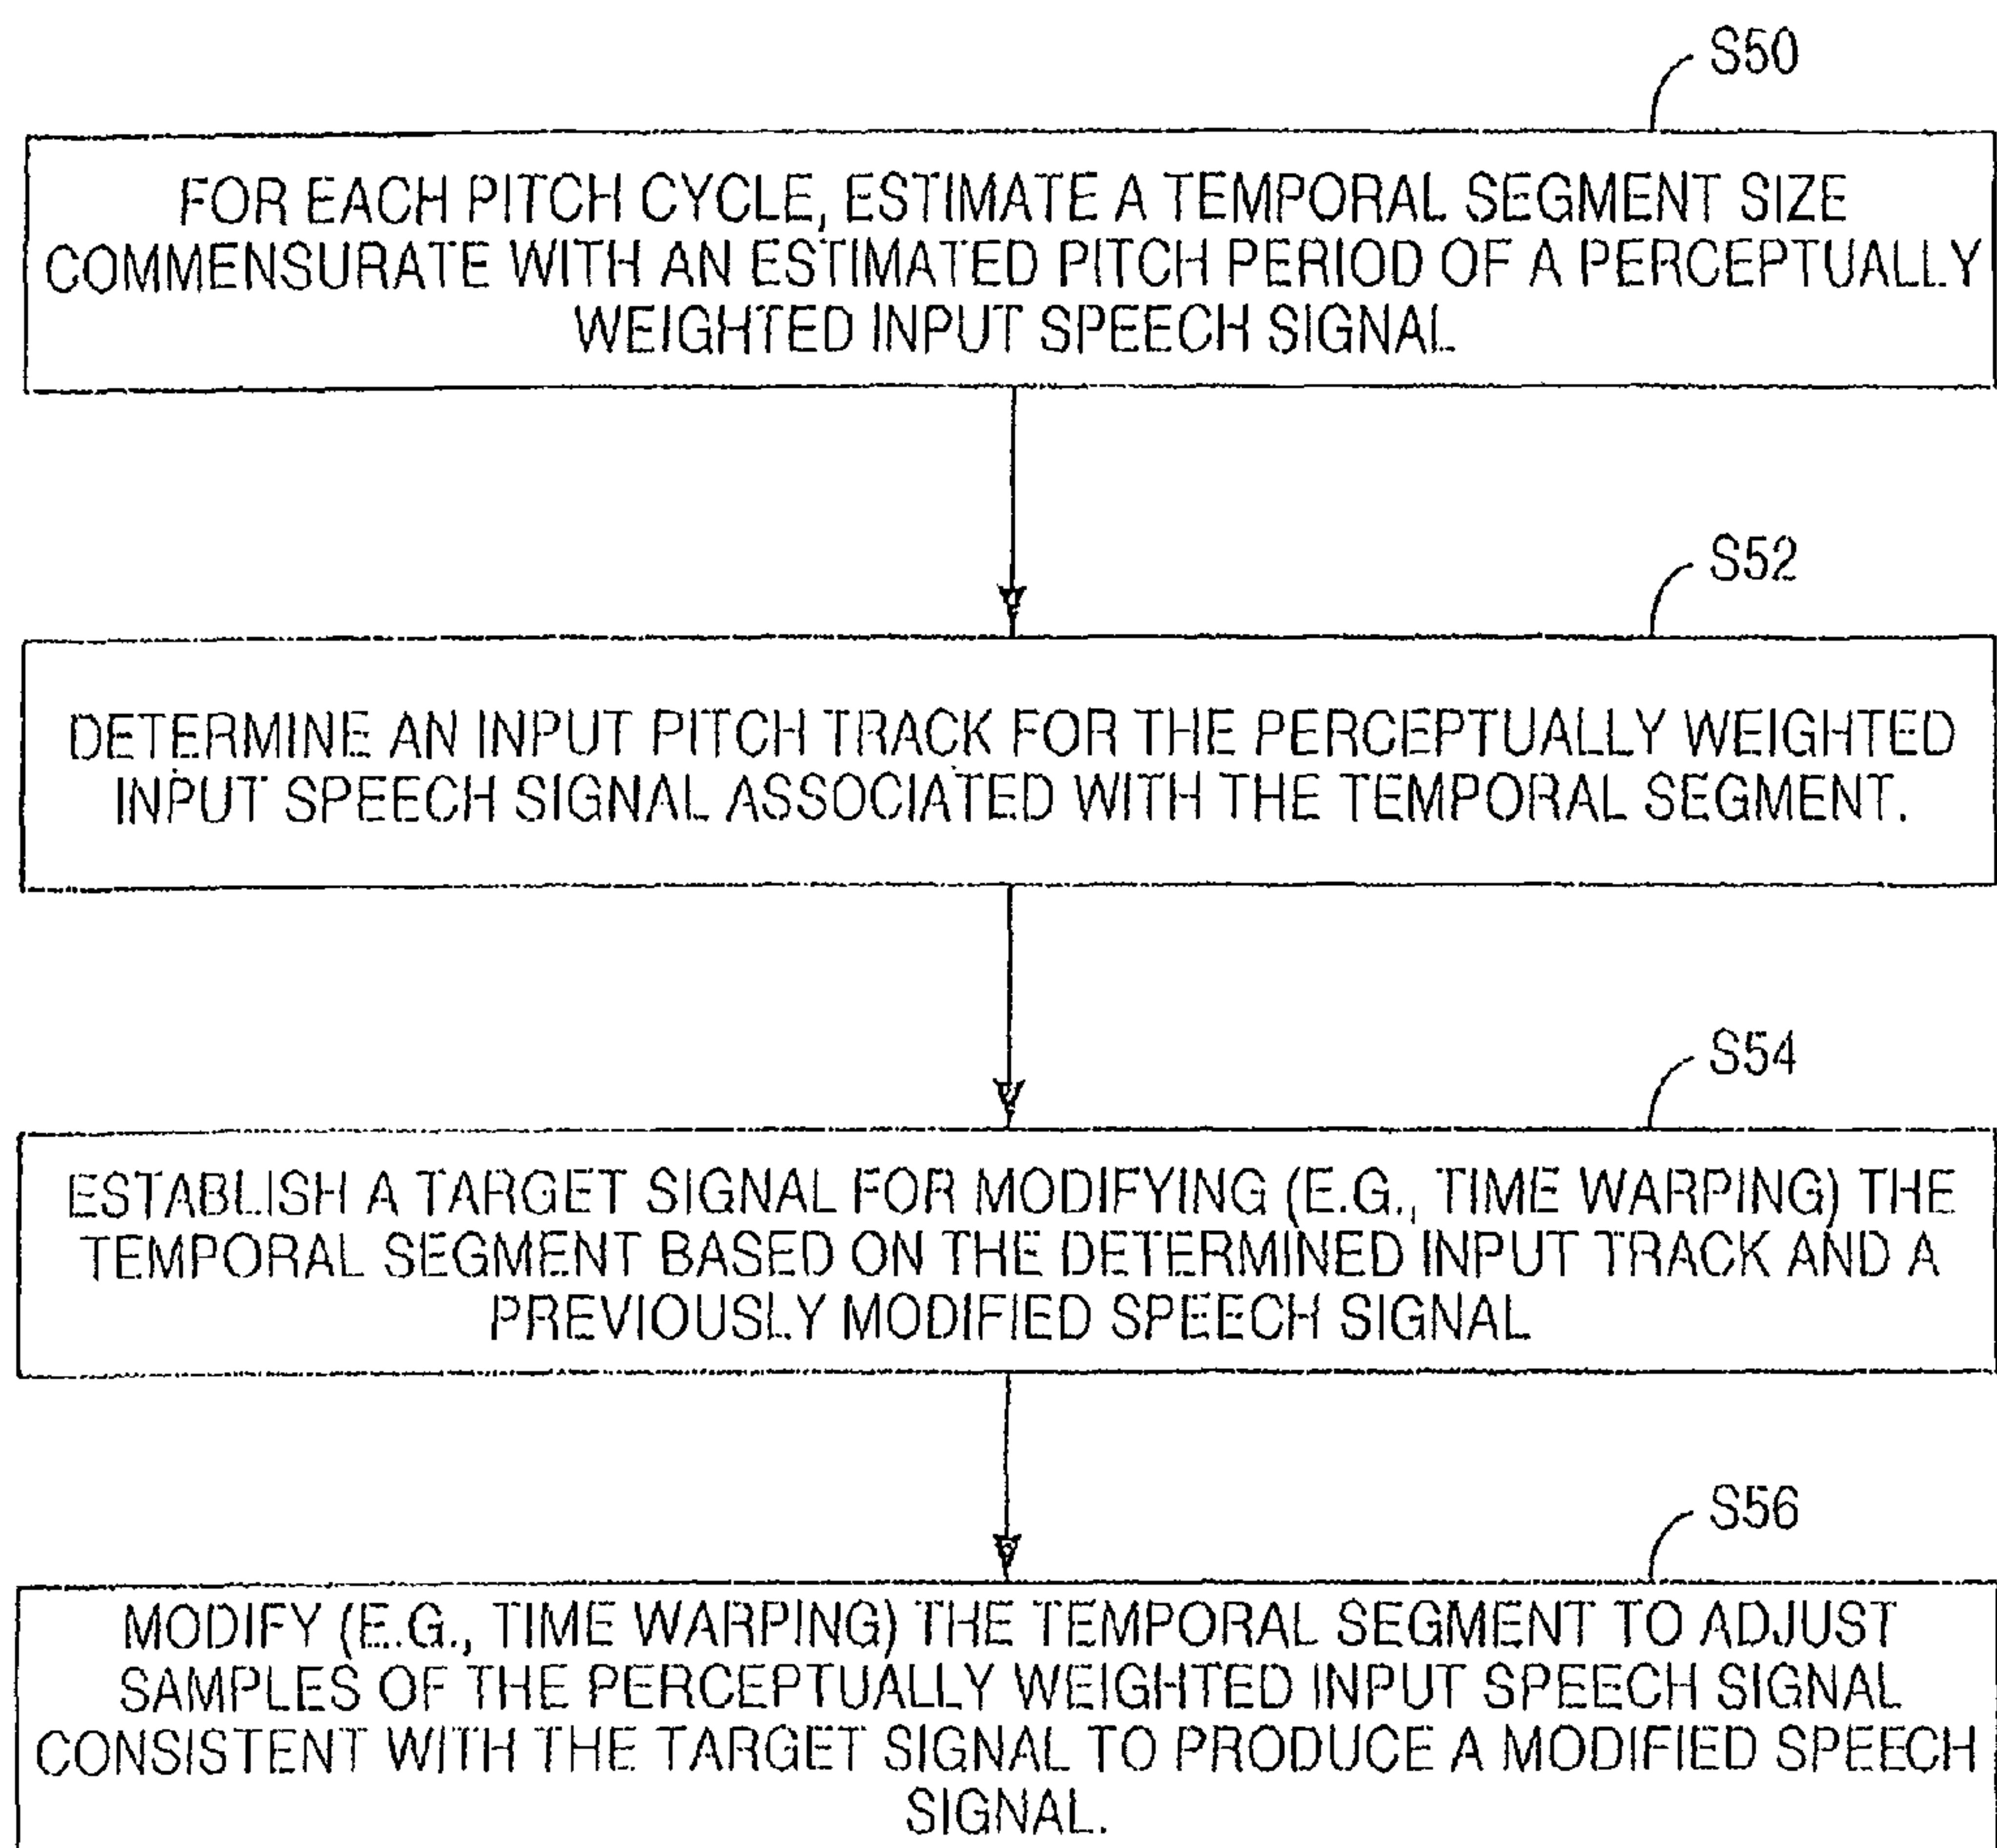 S50
FOR EACH PITCH CYCLE, ESTIMATE A TEMPORAL SEGMENT SIZE
COMMENSURATE WITH AN ESTIMATED PITCH PERIOD OF A PERCEPTUALLY
WEIGHTED INPUT SPEECH SIGNAL
S52
DETERMINE AN INPUT PITCH TRACK FOR THE PERCEPTUALLY WEIGHTED
INPUT SPEECH SIGNAL ASSOCIATED WITH THE TEMPORAL SEGMENT.
S54
ESTABLISH A TARGET SIGNAL FOR MODIFYING (E.G., TIME WARPING) THE
TEMPORAL SEGMENT BASED ON THE DETERMINED INPUT TRACK AND A
PREVIOUSLY MODIFIED SPEECH SIGNAL
S56
MODIFY (E.G., TIME WARPING) THE TEMPORAL SEGMENT TO ADJUST
SAMPLES OF THE PERCEPTUALLY WEIGHTED INPUT SPEECH SIGNAL
CONSISTENT WITH THE TARGET SIGNAL TO PRODUCE A MODIFIED SPEECH
SIGNAL.